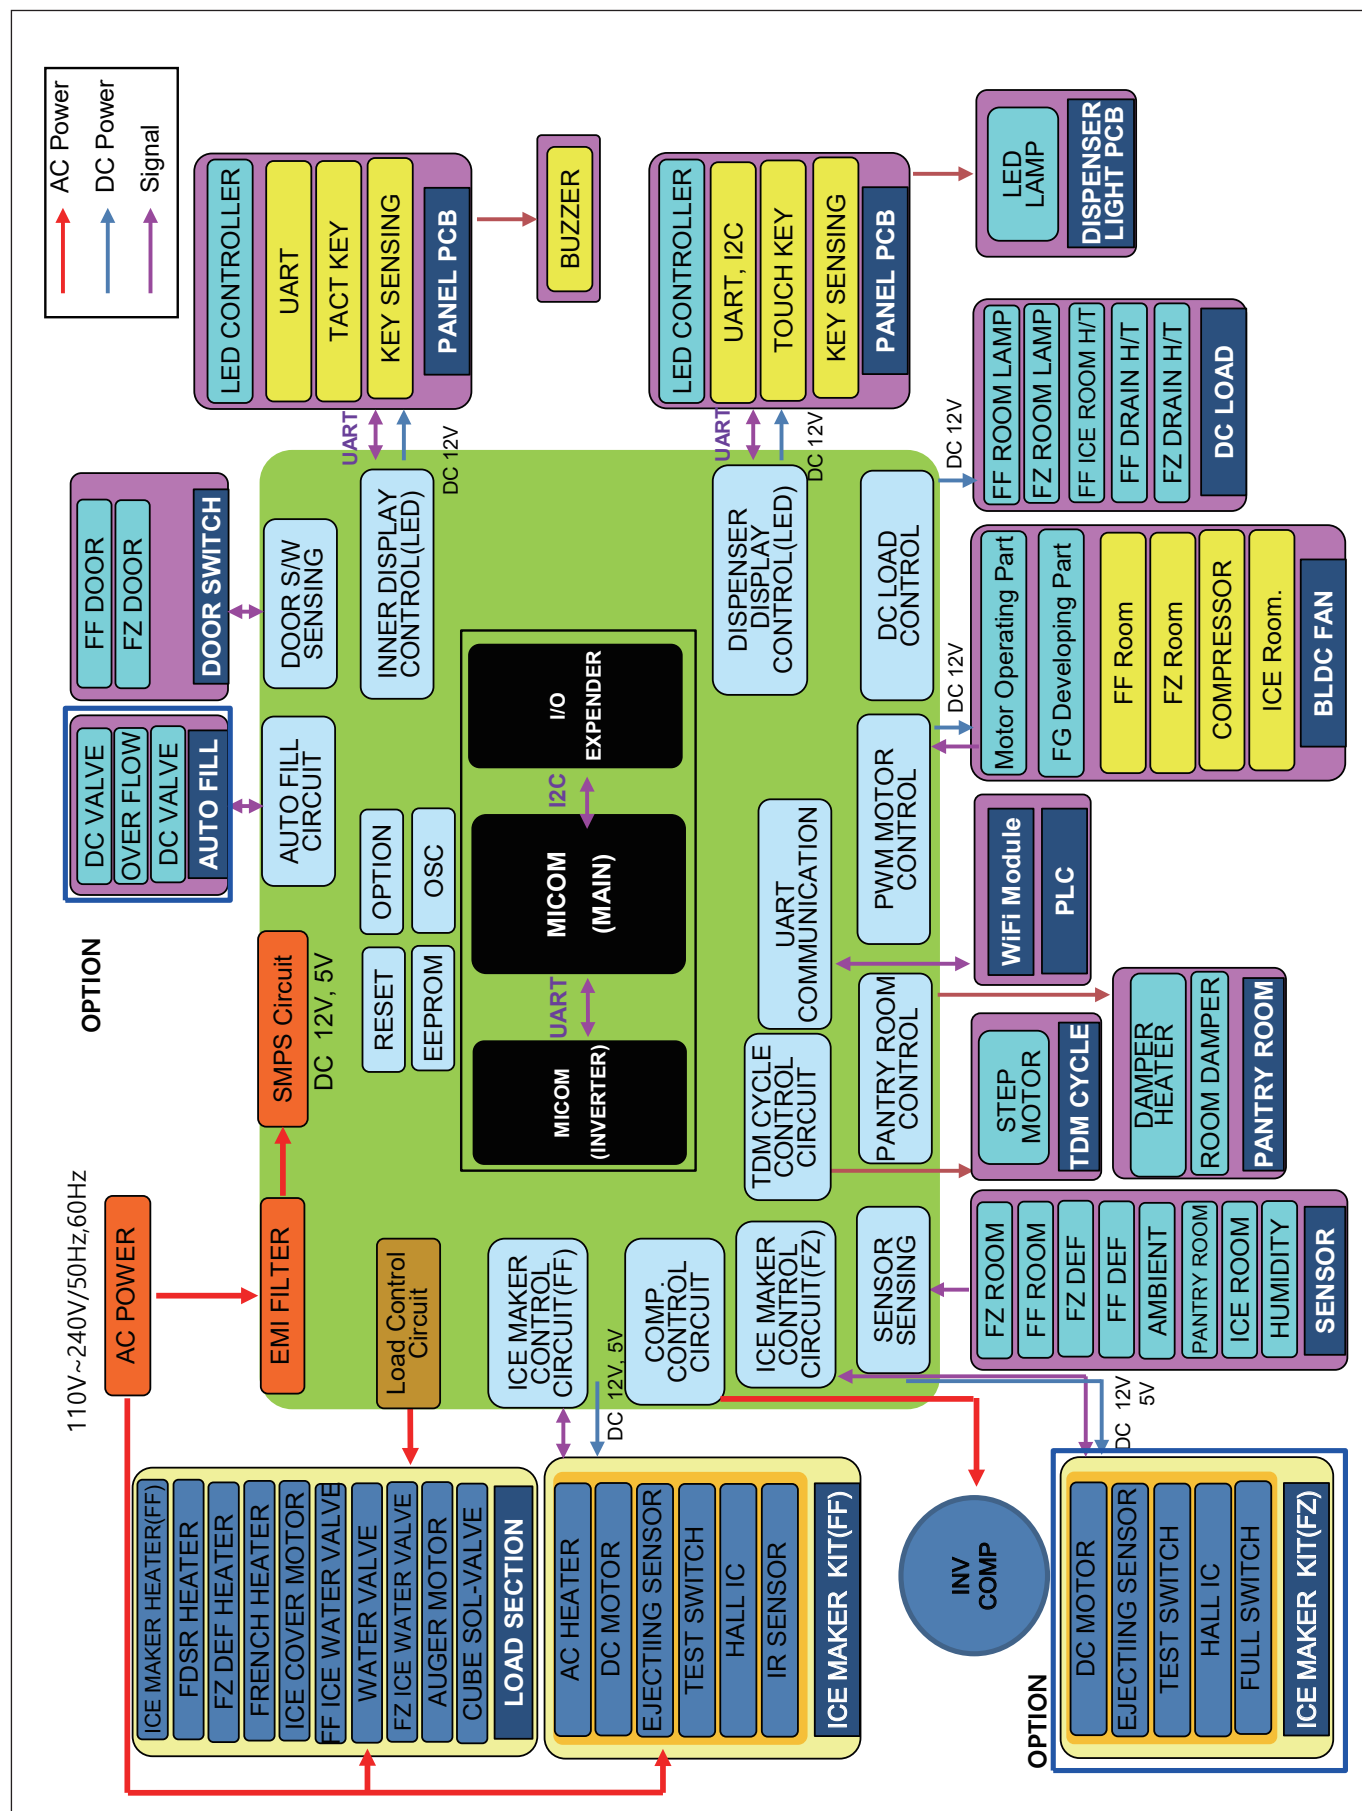 110V~240V/50Hz,60Hz
AC POWER
EMI FILTER
SMPS Circuit
DC 12V, 5V
OPTION
DC VALVE
OVER FLOW
DC VALVE
AUTO FILL
FF DOOR
FZ DOOR
DOOR SWITCH
AC Power
DC Power
Signal
AUTO FILL
CIRCUIT
DOOR S/W
SENSING
Load Control
Circuit
RESET
OPTION
EEPROM
OSC
INNER DISPLAY
CONTROL(LED)
UART
DC 12V
LED CONTROLLER
UART
TACT KEY
KEY SENSING
PANEL PCB
BUZZER
ICE MAKER HEATER(FF)
FDSR HEATER
FZ DEF HEATER
FRENCH HEATER
ICE COVER MOTOR
FF ICE WATER VALVE
WATER VALVE
FZ ICE WATER VALVE
AUGER MOTOR
CUBE SOL-VALVE
LOAD SECTION
ICE MAKER
CONTROL
CIRCUIT(FF)
DC 12V, 5V
MICOM
(INVERTER)
UART
MICOM
(MAIN)
I2C
I/O
EXPENDER
AC HEATER
DC MOTOR
EJECTIING SENSOR
TEST SWITCH
HALL IC
IR SENSOR
ICE MAKER KIT(FF)
COMP.
CONTROL
CIRCUIT
ICE MAKER
CONTROL
CIRCUIT(FZ)
TDM CYCLE
CONTROL
CIRCUIT
UART
COMMUNICATION
DISPENSER
DISPLAY
CONTROL(LED)
UART
DC 12V
LED CONTROLLER
UART, I2C
TOUCH KEY
KEY SENSING
PANEL PCB
LED
LAMP
DISPENSER
LIGHT PCB
SENSOR
SENSING
PANTRY ROOM
CONTROL
PWM MOTOR
CONTROL
DC LOAD
CONTROL
DC 12V
DC 12V
INV
COMP
FZ ROOM
FF ROOM
FZ DEF
FF DEF
AMBIENT
PANTRY ROOM
ICE ROOM
HUMIDITY
SENSOR
STEP
MOTOR
TDM CYCLE
WiFi Module
PLC
DAMPER
HEATER
ROOM DAMPER
PANTRY ROOM
Motor Operating Part
FG Developing Part
FF Room
FZ Room
COMPRESSOR
ICE Room.
BLDC FAN
FF ROOM LAMP
FZ ROOM LAMP
FF ICE ROOM H/T
FF DRAIN H/T
FZ DRAIN H/T
DC LOAD
OPTION
DC 12V
5V
DC MOTOR
EJECTIING SENSOR
TEST SWITCH
HALL IC
FULL SWITCH
ICE MAKER KIT(FZ)